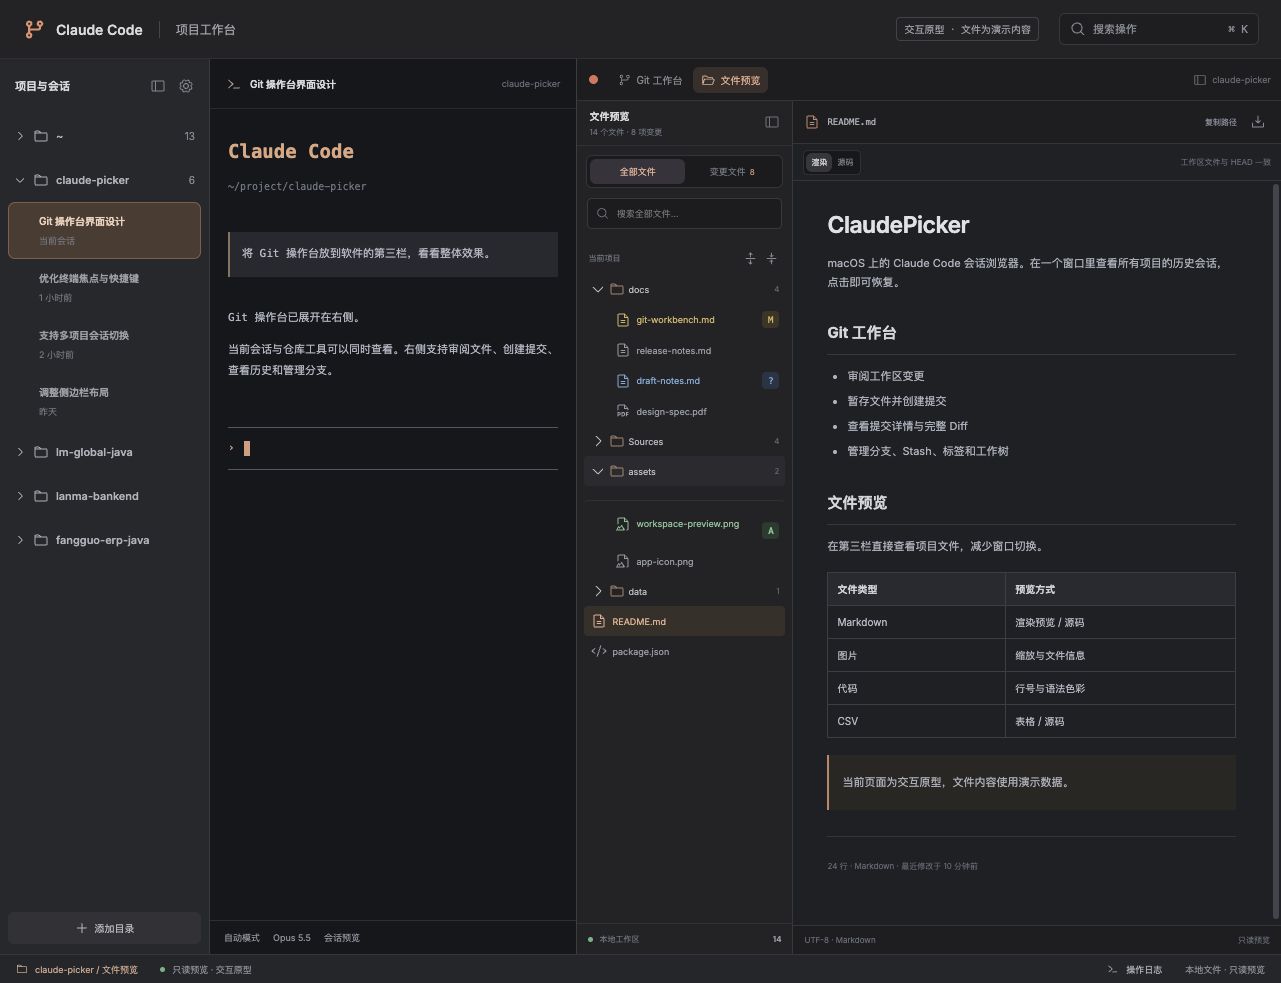 Claude Code
项目工作台
交互原型 · 文件为演示内容
搜索操作
⌘ K
项目与会话
~
13
claude-picker
6
Git 操作台界面设计
当前会话
优化终端焦点与快捷键
1 小时前
支持多项目会话切换
2 小时前
调整侧边栏布局
昨天
lm-global-java
lanma-bankend
fangguo-erp-java
添加目录
Git 操作台界面设计
claude-picker
Claude Code
~/project/claude-picker
将 Git 操作台放到软件的第三栏，看看整体效果。
Git 操作台已展开在右侧。
当前会话与仓库工具可以同时查看。右侧支持审阅文件、创建提交、
查看历史和管理分支。
›
自动模式
Opus 5.5
会话预览
Git 工作台
文件预览
claude-picker
文件预览
14 个文件 · 8 项变更
全部文件
变更文件 8
搜索全部文件...
当前项目
docs
4
git-workbench.md
M
release-notes.md
draft-notes.md
?
PDF
design-spec.pdf
Sources
4
assets
2
workspace-preview.png
A
app-icon.png
data
1
README.md
package.json
本地工作区
14
README.md
复制路径
渲染
源码
工作区文件与 HEAD 一致
ClaudePicker
macOS 上的 Claude Code 会话浏览器。在一个窗口里查看所有项目的历史会话，
点击即可恢复。
Git 工作台
• 审阅工作区变更
• 暂存文件并创建提交
• 查看提交详情与完整 Diff
• 管理分支、Stash、标签和工作树
文件预览
在第三栏直接查看项目文件，减少窗口切换。
文件类型 预览方式
Markdown 渲染预览 / 源码
图片 缩放与文件信息
代码 行号与语法色彩
CSV 表格 / 源码
当前页面为交互原型，文件内容使用演示数据。
24 行 · Markdown · 最近修改于 10 分钟前
UTF-8 · Markdown
只读预览
claude-picker / 文件预览
只读预览 · 交互原型
操作日志
本地文件 · 只读预览